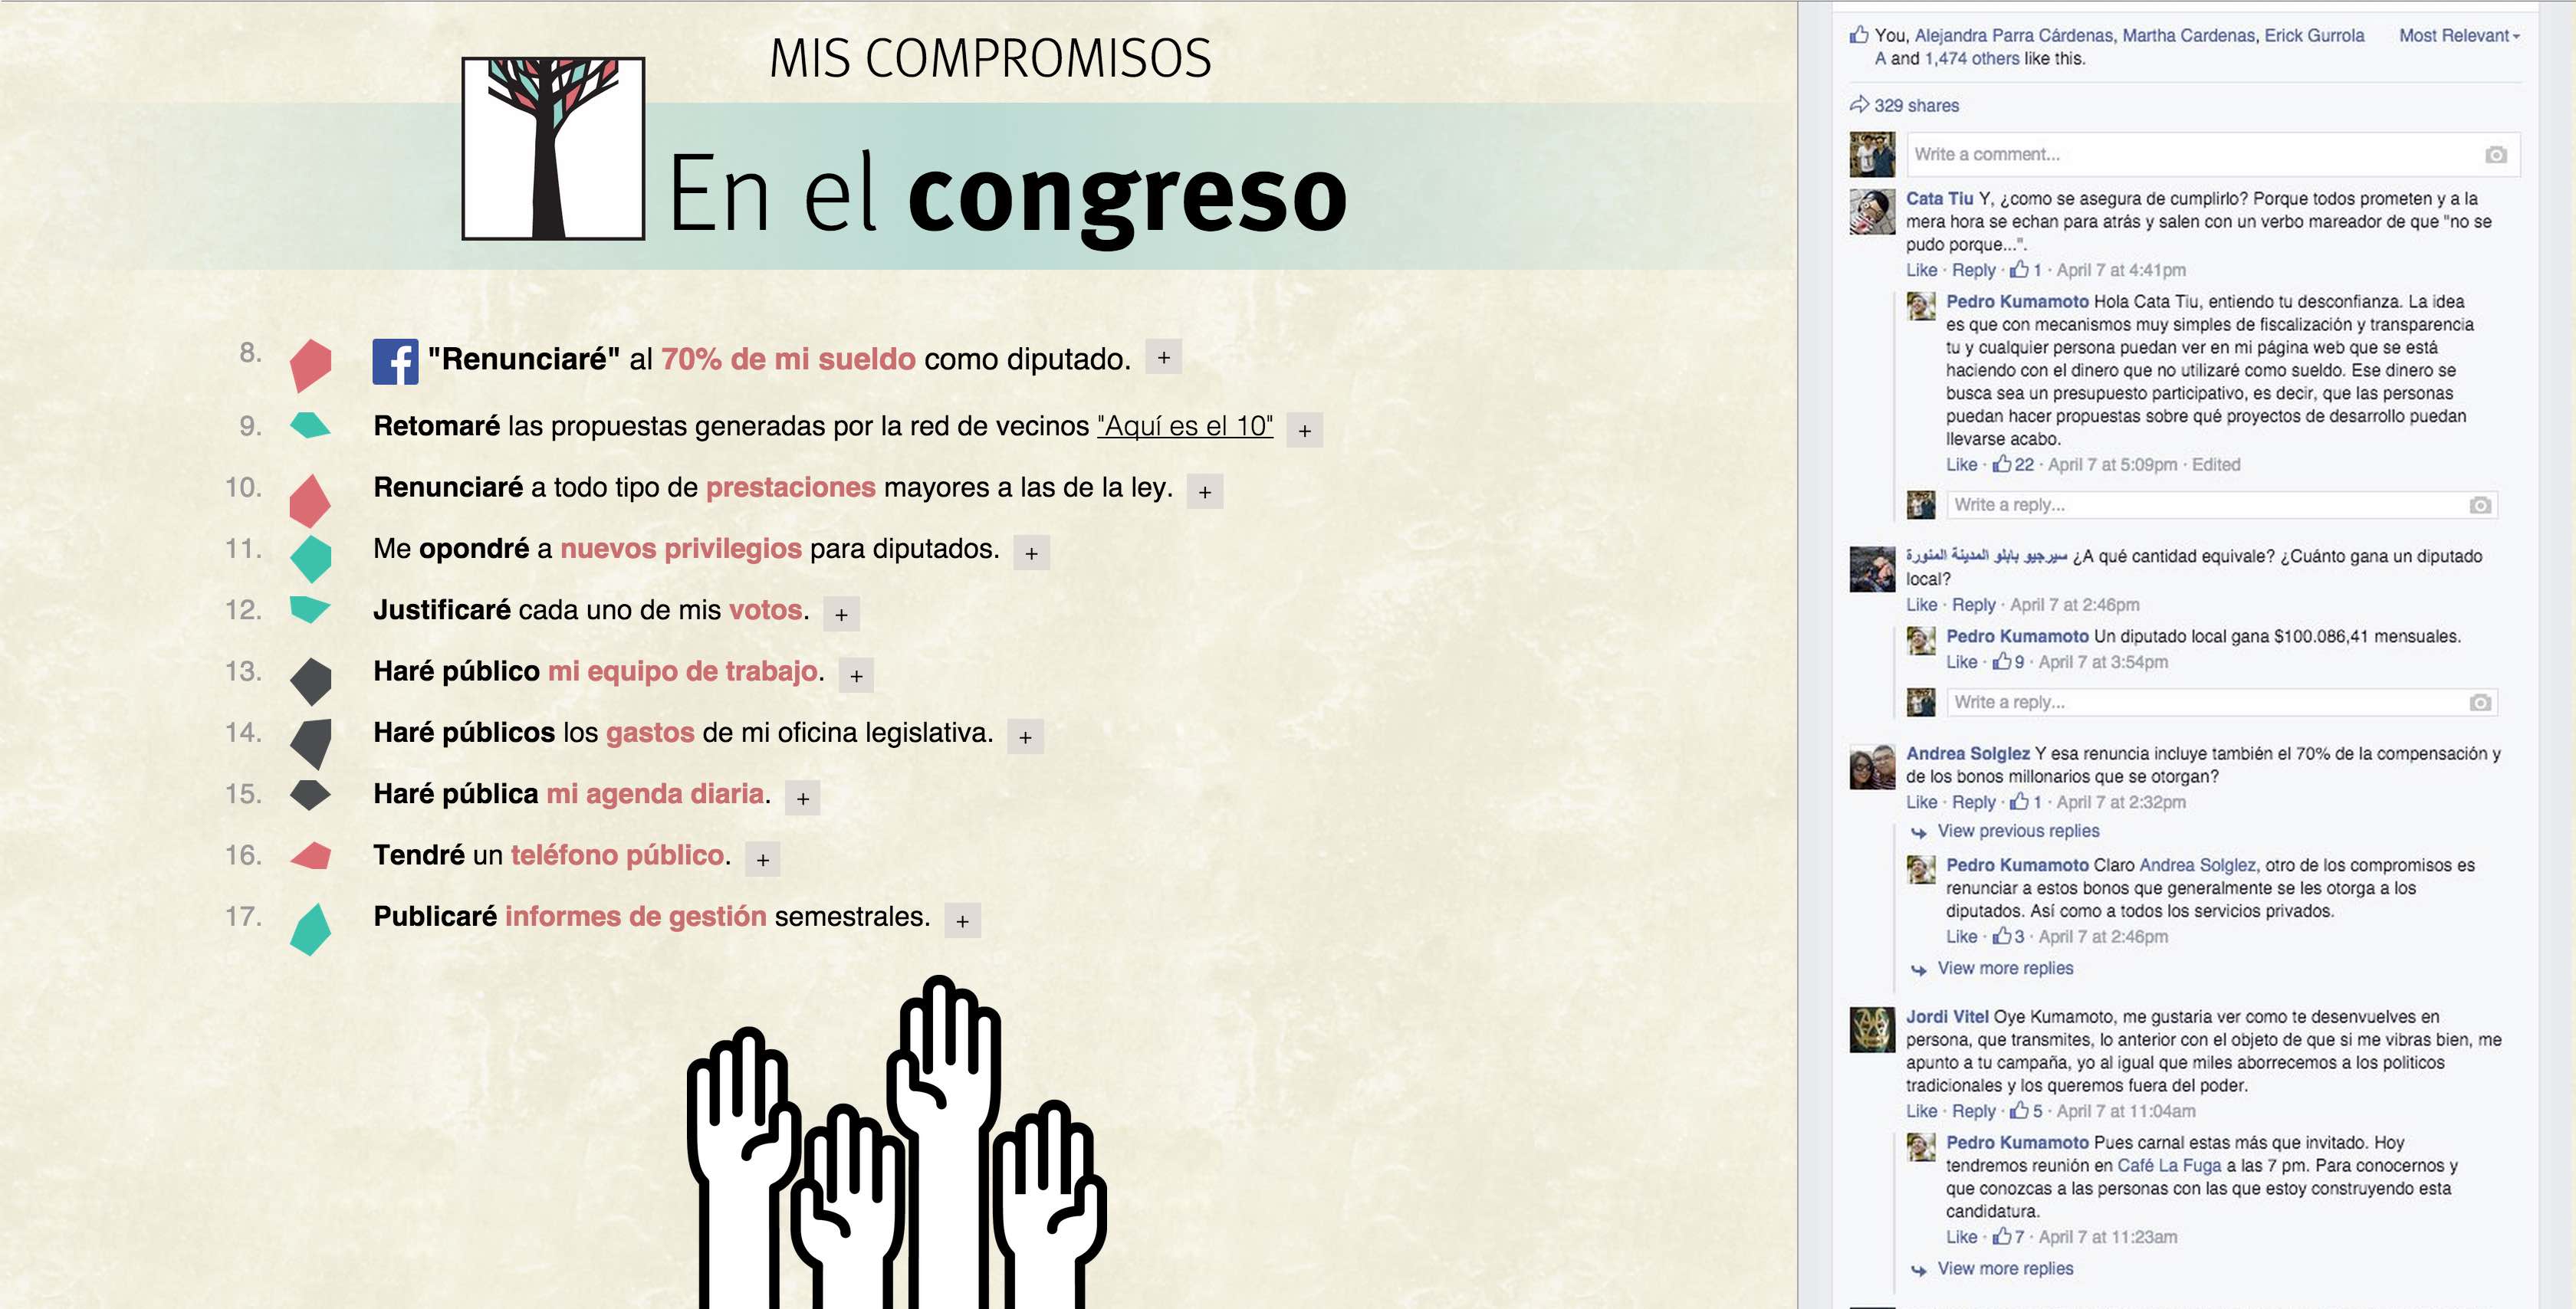 MIS COMPROMISOS
En el congreso
8. "Renunciaré" al 70% de mi sueldo como diputado. +
9. Retomaré las propuestas generadas por la red de vecinos "Aquí es el 10" +
10. Renunciaré a todo tipo de prestaciones mayores a las de la ley. +
11. Me opondré a nuevos privilegios para diputados. +
12. Justificaré cada uno de mis votos. +
13. Haré público mi equipo de trabajo. +
14. Haré públicos los gastos de mi oficina legislativa. +
15. Haré pública mi agenda diaria. +
16. Tendré un teléfono público. +
17. Publicaré informes de gestión semestrales. +
You, Alejandra Parra Cárdenas, Martha Cardenas, Erick Gurrola
A and 1,474 others like this.
Most Relevant
329 shares
Write a comment...
Cata Tiu Y, ¿como se asegura de cumplirlo? Porque todos prometen y a la
mera hora se echan para atrás y salen con un verbo mareador de que "no se
pudo porque...".
Like · Reply · 1 · April 7 at 4:41pm
Pedro Kumamoto Hola Cata Tiu, entiendo tu desconfianza. La idea
es que con mecanismos muy simples de fiscalización y transparencia
tu y cualquier persona puedan ver en mi página web que se está
haciendo con el dinero que no utilizaré como sueldo. Ese dinero se
busca sea un presupuesto participativo, es decir, que las personas
puedan hacer propuestas sobre qué proyectos de desarrollo puedan
llevarse acabo.
Like · 22 · April 7 at 5:09pm · Edited
Write a reply...
سيرجيو بابلو المدينة المنورة ¿A qué cantidad equivale? ¿Cuánto gana un diputado
local?
Like · Reply · April 7 at 2:46pm
Pedro Kumamoto Un diputado local gana $100.086,41 mensuales.
Like · 9 · April 7 at 3:54pm
Write a reply...
Andrea Solglez Y esa renuncia incluye también el 70% de la compensación y
de los bonos millonarios que se otorgan?
Like · Reply · 1 · April 7 at 2:32pm
View previous replies
Pedro Kumamoto Claro Andrea Solglez, otro de los compromisos es
renunciar a estos bonos que generalmente se les otorga a los
diputados. Así como a todos los servicios privados.
Like · 3 · April 7 at 2:46pm
View more replies
Jordi Vitel Oye Kumamoto, me gustaria ver como te desenvuelves en
persona, que transmites, lo anterior con el objeto de que si me vibras bien, me
apunto a tu campaña, yo al igual que miles aborrecemos a los politicos
tradicionales y los queremos fuera del poder.
Like · Reply · 5 · April 7 at 11:04am
Pedro Kumamoto Pues carnal estas más que invitado. Hoy
tendremos reunión en Café La Fuga a las 7 pm. Para conocernos y
que conozcas a las personas con las que estoy construyendo esta
candidatura.
Like · 7 · April 7 at 11:23am
View more replies